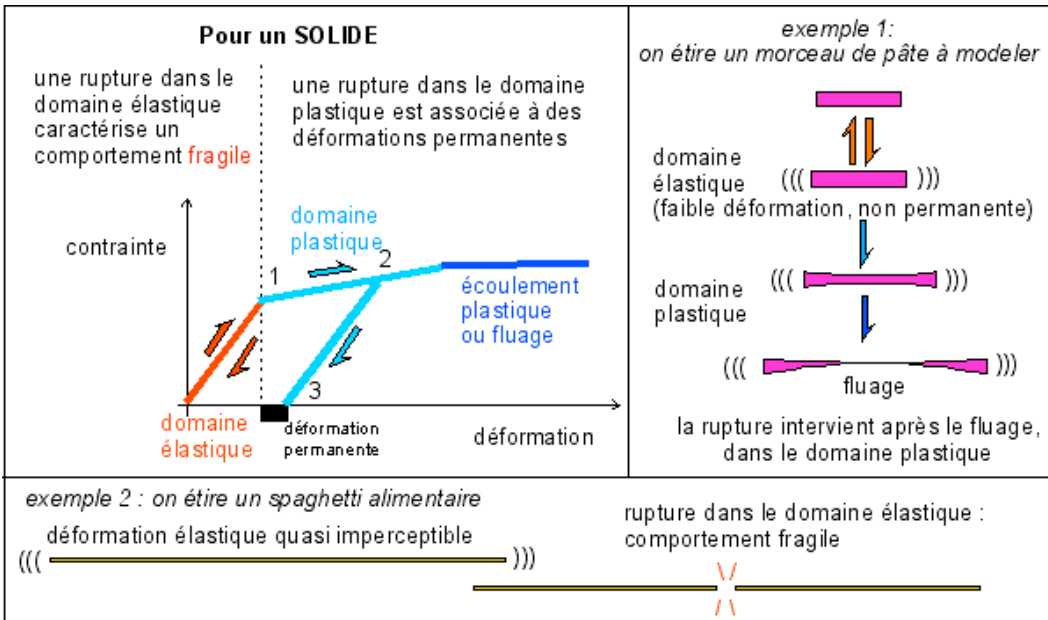 Pour un SOLIDE
une rupture dans le
domaine élastique
caractérise un
comportement fragile
une rupture dans le domaine
plastique est associée à des
déformations permanentes
contrainte
domaine
plastique
1
2
écoulement
plastique
ou fluage
3
domaine
élastique
déformation
permanente
déformation
exemple 1:
on étire un morceau de pâte à modeler
domaine
élastique
((( )))
(faible déformation, non permanente)
domaine
plastique
((( )))
((( )))
fluage
la rupture intervient après le fluage,
dans le domaine plastique
exemple 2 : on étire un spaghetti alimentaire
déformation élastique quasi imperceptible
((( )))
rupture dans le domaine élastique :
comportement fragile